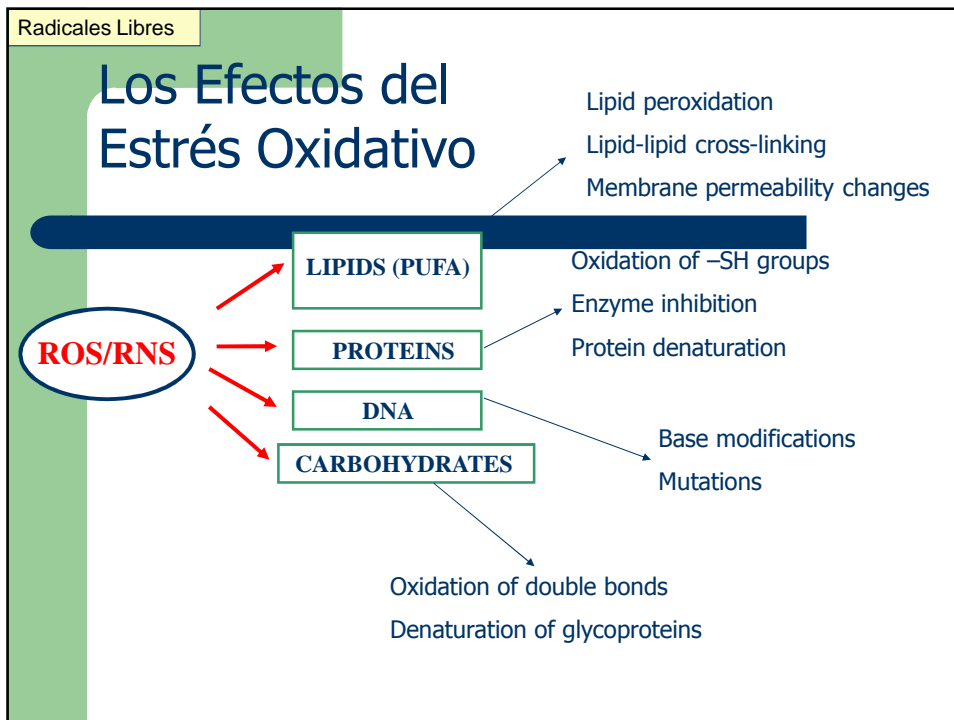 Radicales Libres
Los Efectos del
Estrés Oxidativo
Lipid peroxidation
Lipid-lipid cross-linking
Membrane permeability changes
LIPIDS (PUFA)
Oxidation of –SH groups
Enzyme inhibition
Protein denaturation
ROS/RNS
PROTEINS
DNA
Base modifications
Mutations
CARBOHYDRATES
Oxidation of double bonds
Denaturation of glycoproteins